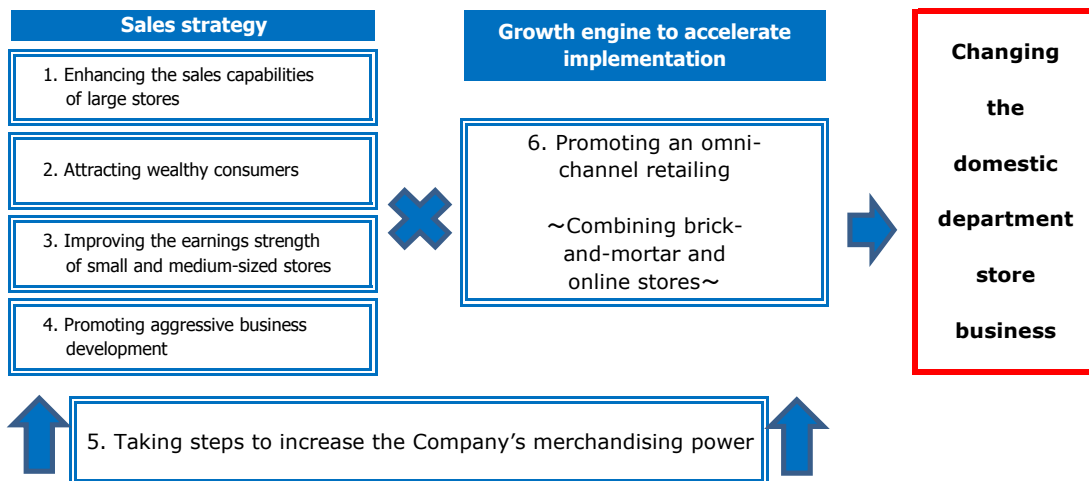 Sales strategy
1. Enhancing the sales capabilities
of large stores
2. Attracting wealthy consumers
3. Improving the earnings strength
of small and medium-sized stores
4. Promoting aggressive business
development
Growth engine to accelerate
implementation
6. Promoting an omni-
channel retailing
～Combining brick-
and-mortar and
online stores～
Changing
the
domestic
department
store
business
5. Taking steps to increase the Company’s merchandising power